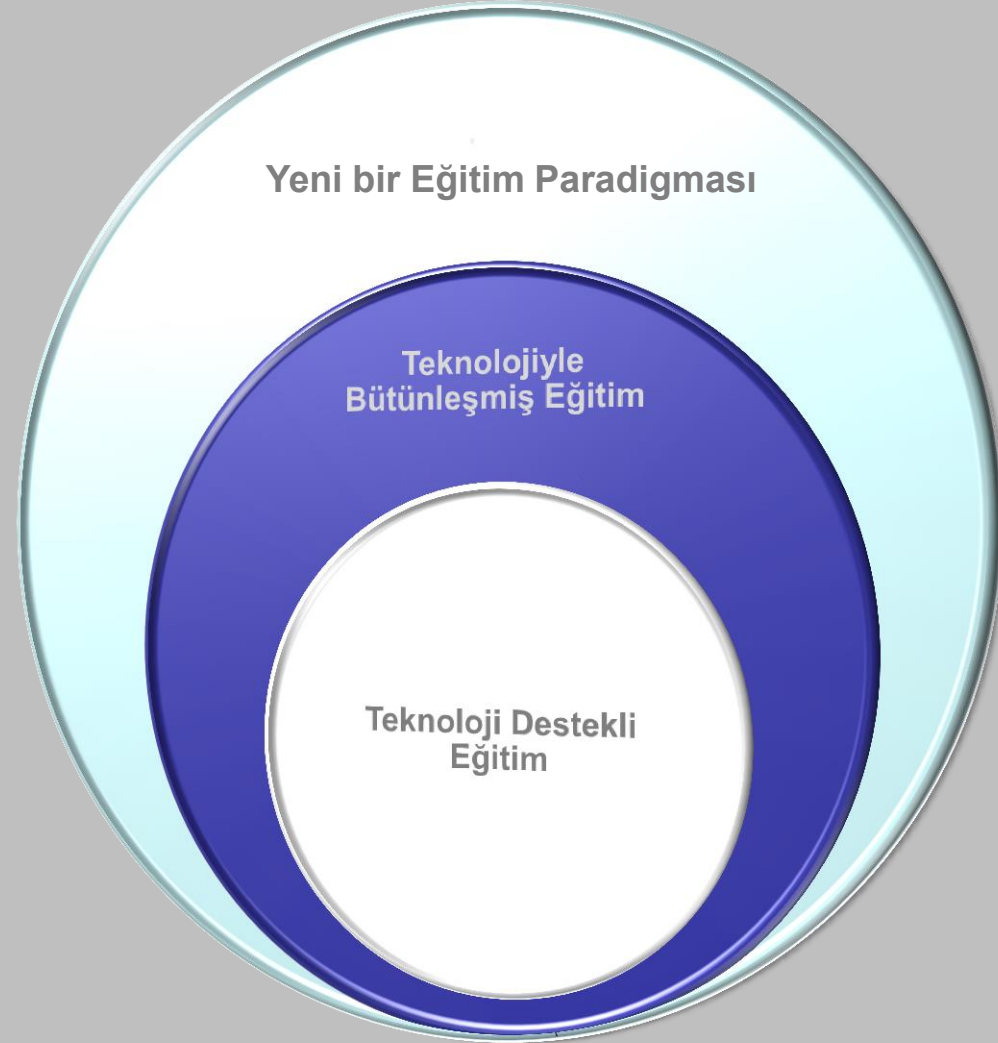 Yeni bir Eğitim Paradigması
Teknolojiyle
Bütünleşmiş Eğitim
Teknoloji Destekli
Eğitim